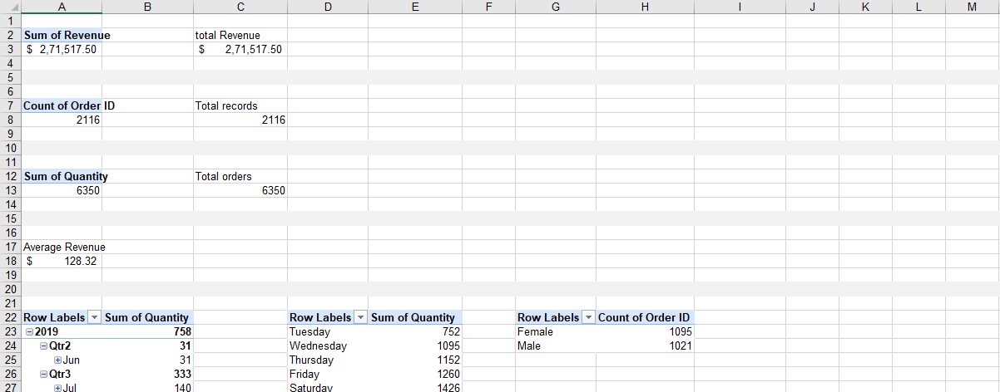 A B C D E F G H I J K L M
1
2 Sum of Revenue total Revenue
3 $ 2,71,517.50 $ 2,71,517.50
4
5
6
7 Count of Order ID Total records
8 2116 2116
9
10
11
12 Sum of Quantity Total orders
13 6350 6350
14
15
16
17 Average Revenue
18 $ 128.32
19
20
21
22 Row Labels Sum of Quantity Row Labels Sum of Quantity Row Labels Count of Order ID
23 2019 758 Tuesday 752 Female 1095
24 Qtr2 31 Wednesday 1095 Male 1021
25 Jun 31 Thursday 1152
26 Qtr3 333 Friday 1260
27 Jul 140 Saturday 1426